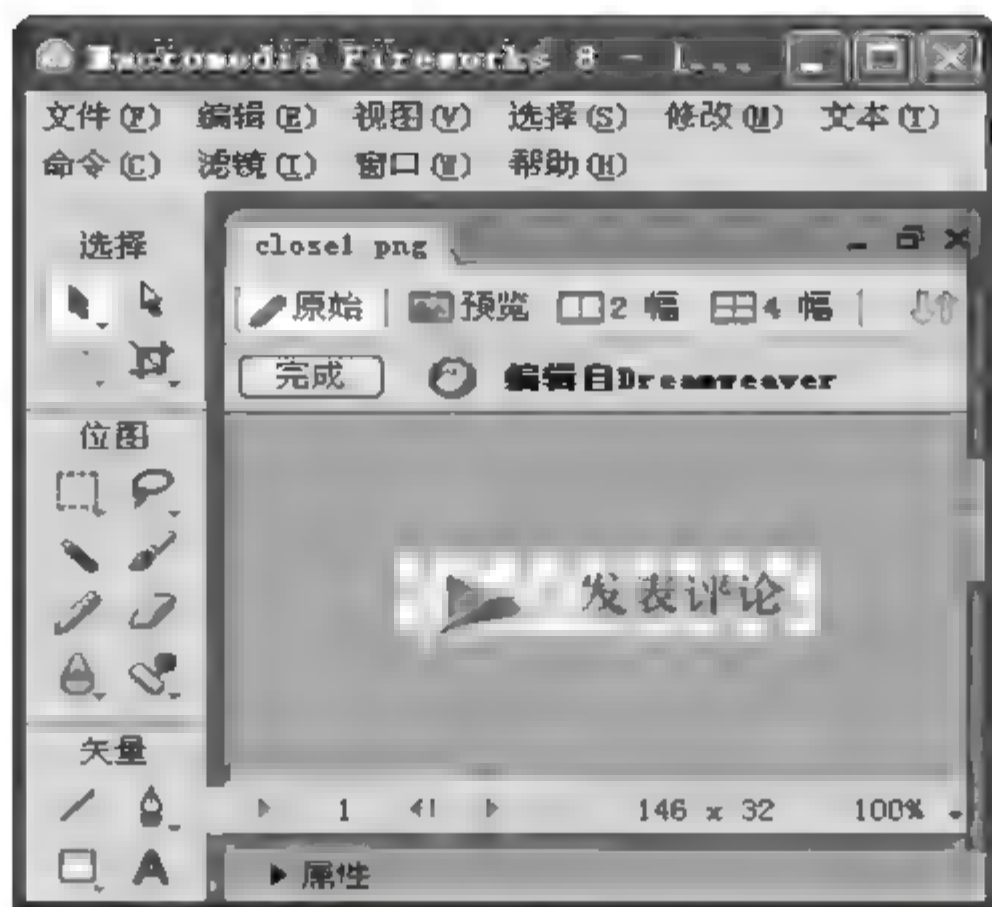 Macromedia Fireworks 8 - I...
文件(F) 编辑(E) 视图(V) 选择(S) 修改(M) 文本(T)
命令(C) 滤镜(I) 窗口(W) 帮助(H)
选择
close1 png
原始 预览 2 幅 4 幅
完成 编辑自Dreamweaver
位图
发表评论
矢量
1 146 x 32 100%
属性